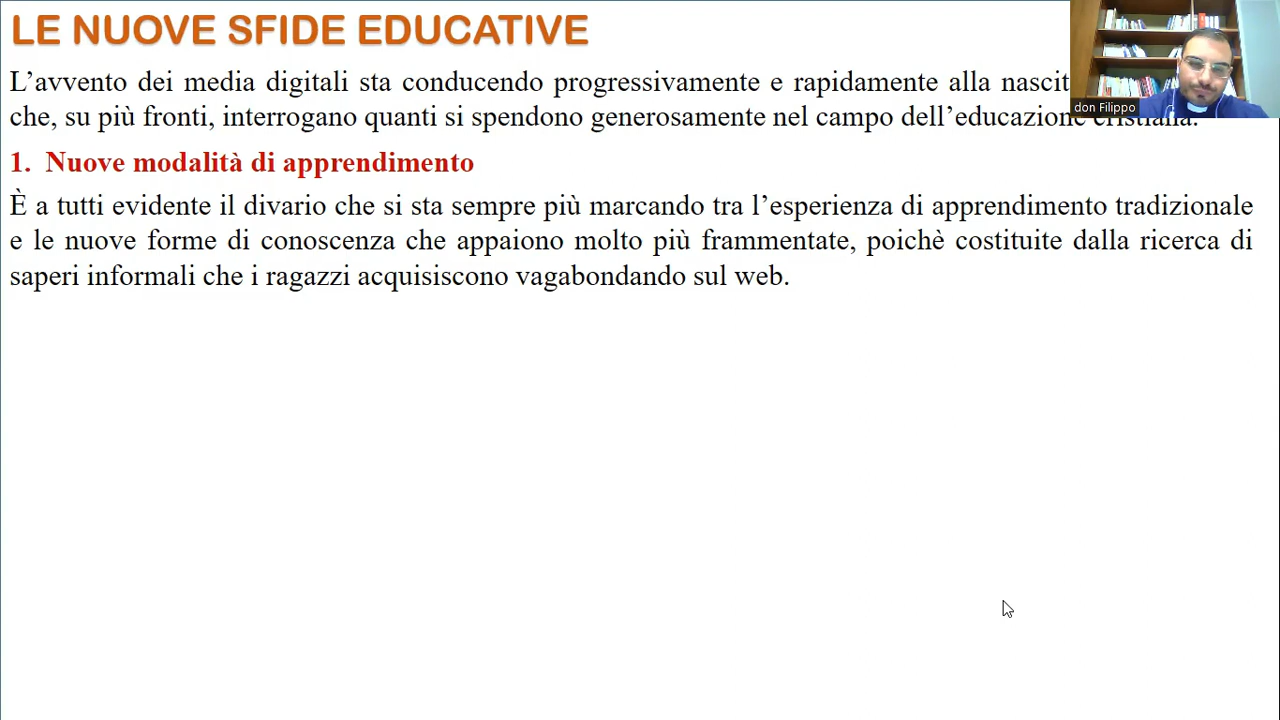 LE NUOVE SFIDE EDUCATIVE
L’avvento dei media digitali sta conducendo progressivamente e rapidamente alla
don Filippo
che, su più fronti, interrogano quanti si spendono generosamente nel campo dell’educazione cristiana.
1. Nuove modalità di apprendimento
È a tutti evidente il divario che si sta sempre più marcando tra l’esperienza di apprendimento tradizionale
e le nuove forme di conoscenza che appaiono molto più frammentate, poichè costituite dalla ricerca di
saperi informali che i ragazzi acquisiscono vagabondando sul web.